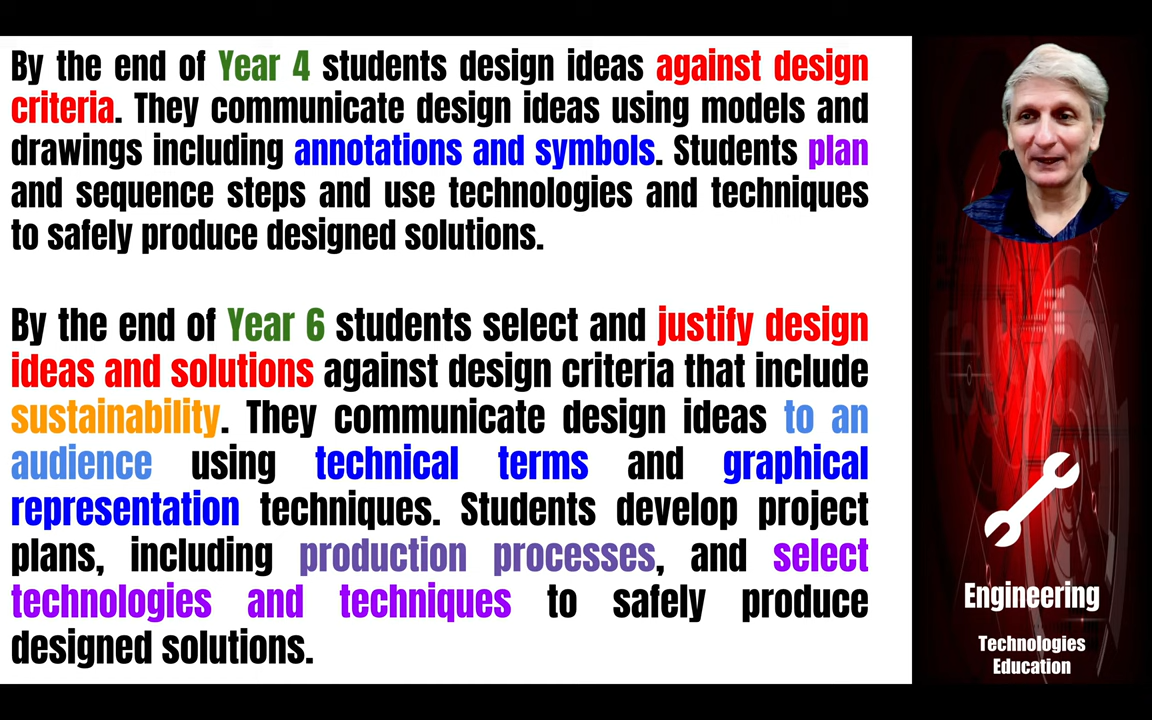 By the end of Year 4 students design ideas against design
criteria. They communicate design ideas using models and
drawings including annotations and symbols. Students plan
and sequence steps and use technologies and techniques
to safely produce designed solutions.
By the end of Year 6 students select and justify design
ideas and solutions against design criteria that include
sustainability. They communicate design ideas to an
audience using technical terms and graphical
representation techniques. Students develop project
plans, including production processes, and select
technologies and techniques to safely produce
designed solutions.
Engineering
Technologies
Education